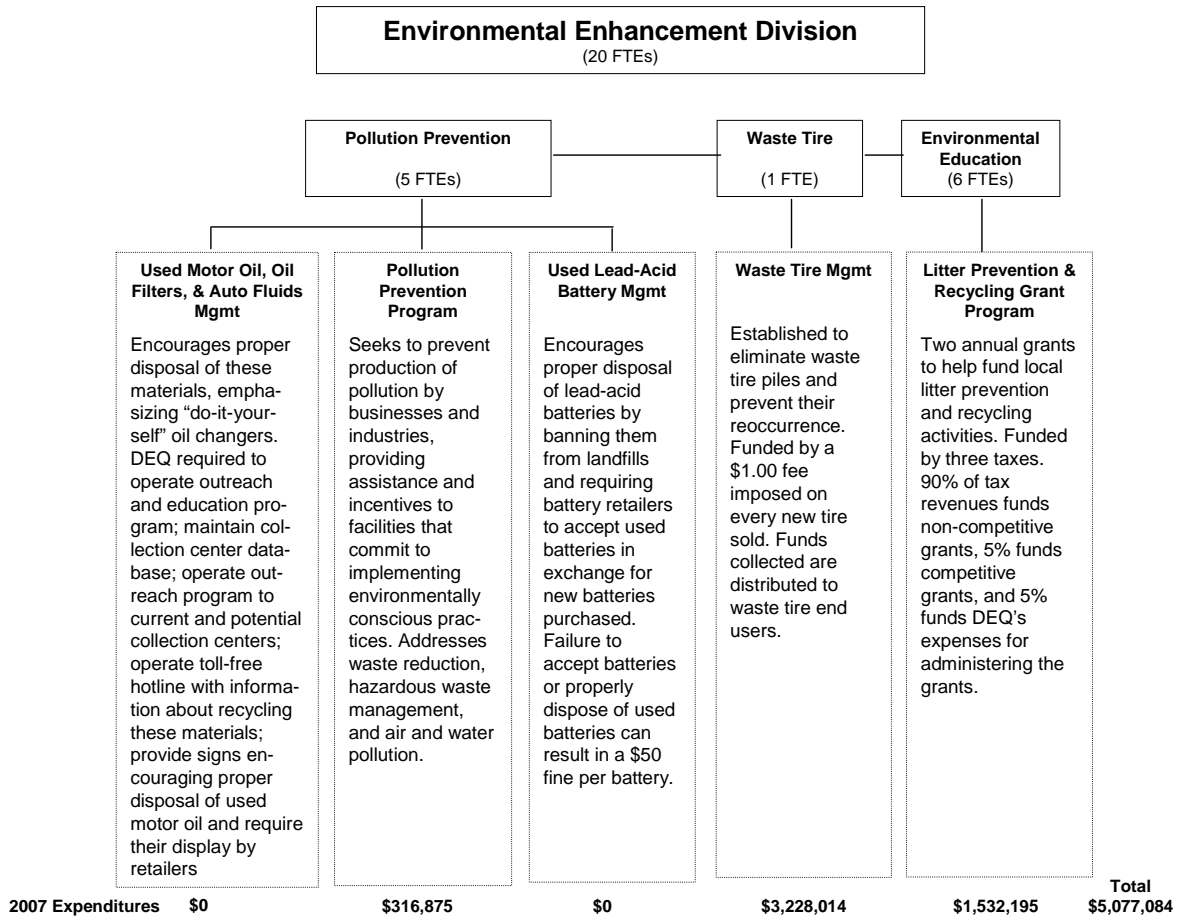 Environmental Enhancement Division
(20 FTEs)
Pollution Prevention
(5 FTEs)
Waste Tire
(1 FTE)
Environmental
Education
(6 FTEs)
Used Motor Oil, Oil
Filters, & Auto Fluids
Mgmt
Encourages proper
disposal of these
materials, empha-
sizing “do-it-your-
self” oil changers.
DEQ required to
operate outreach
and education pro-
gram; maintain col-
lection center data-
base; operate out-
reach program to
current and potential
collection centers;
operate toll-free
hotline with informa-
tion about recycling
these materials;
provide signs en-
couraging proper
disposal of used
motor oil and require
their display by
retailers
Pollution
Prevention
Program
Seeks to prevent
production of
pollution by
businesses and
industries,
providing
assistance and
incentives to
facilities that
commit to
implementing
environmentally
conscious prac-
tices. Addresses
waste reduction,
hazardous waste
management,
and air and water
pollution.
Used Lead-Acid
Battery Mgmt
Encourages
proper disposal
of lead-acid
batteries by
banning them
from landfills
and requiring
battery retailers
to accept used
batteries in
exchange for
new batteries
purchased.
Failure to
accept batteries
or properly
dispose of used
batteries can
result in a $50
fine per battery.
Waste Tire Mgmt
Established to
eliminate waste
tire piles and
prevent their
reoccurrence.
Funded by a
$1.00 fee
imposed on
every new tire
sold. Funds
collected are
distributed to
waste tire end
users.
Litter Prevention &
Recycling Grant
Program
Two annual grants
to help fund local
litter prevention
and recycling
activities. Funded
by three taxes.
90% of tax
revenues funds
non-competitive
grants, 5% funds
competitive
grants, and 5%
funds DEQ’s
expenses for
administering the
grants.
Total
2007 Expenditures $0 $316,875 $0 $3,228,014 $1,532,195 $5,077,084